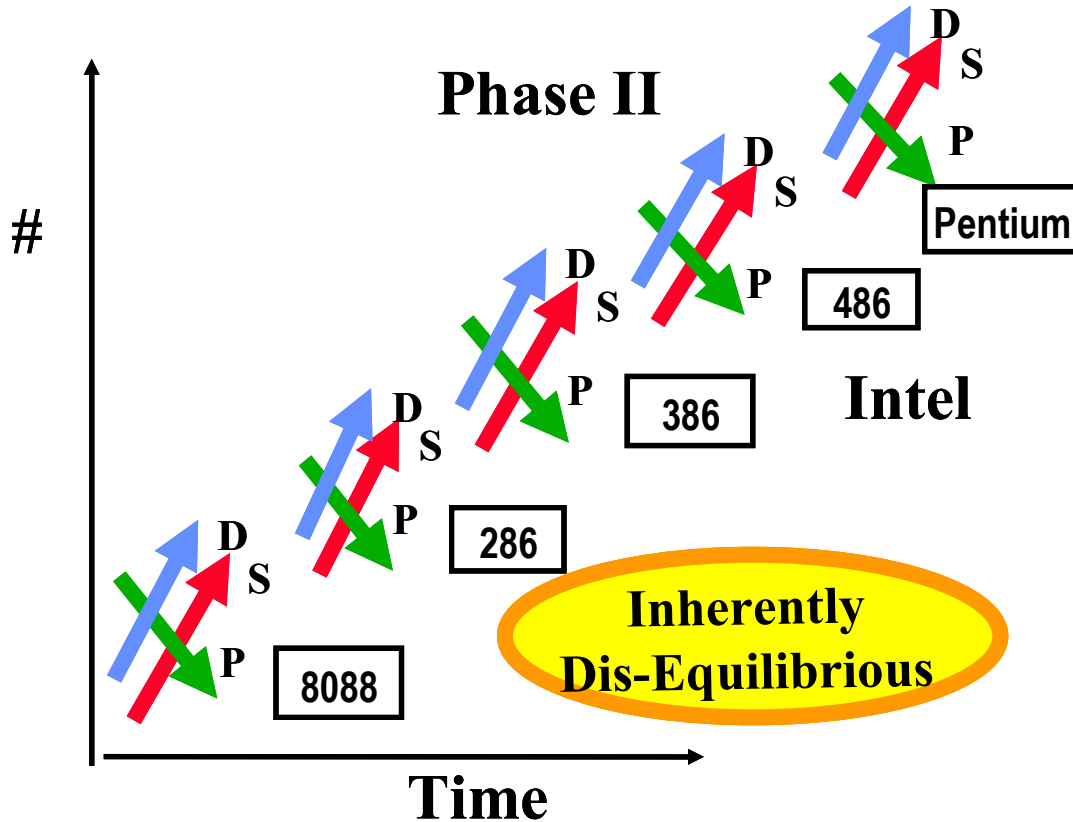 D
S
Phase II
P
Pentium
#
D
S
P
486
D
S
P
386
Intel
D
S
P
286
D
S
Inherently
Dis-Equilibrious
P
8088
Time